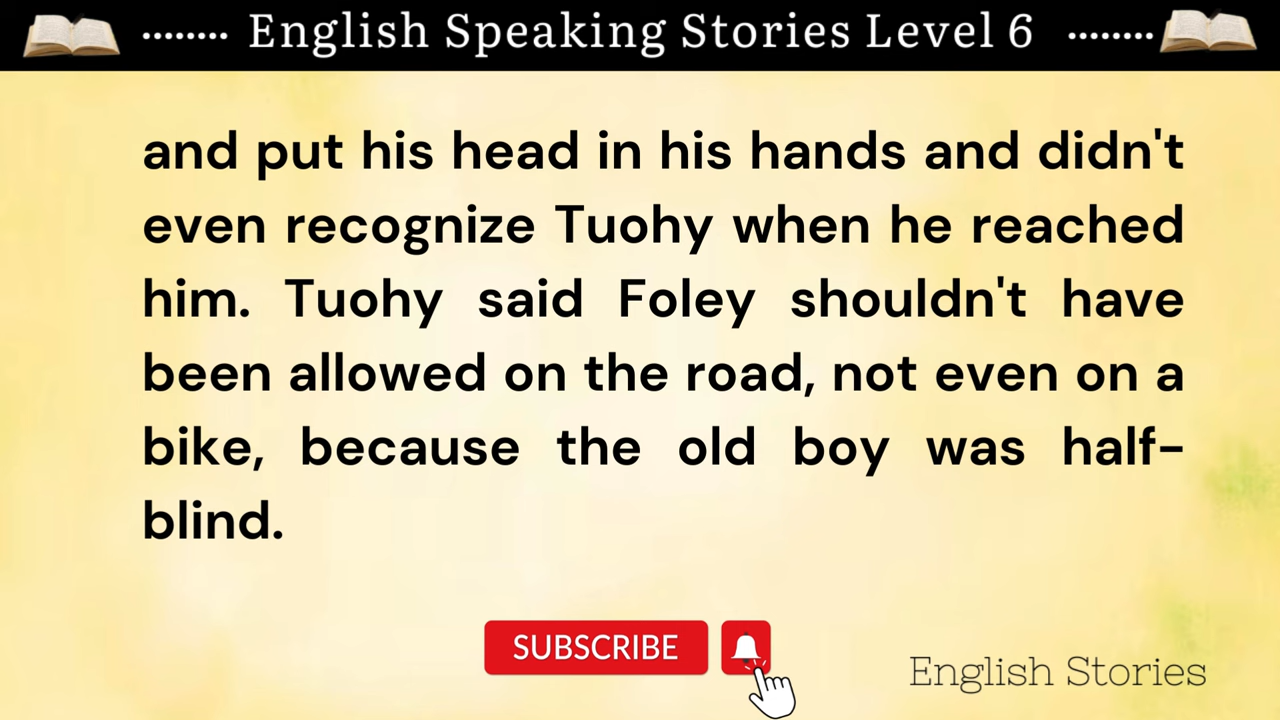 English Speaking Stories Level 6
and put his head in his hands and didn't
even recognize Tuohy when he reached
him. Tuohy said Foley shouldn't have
been allowed on the road, not even on a
bike, because the old boy was half-
blind.
SUBSCRIBE
English Stories